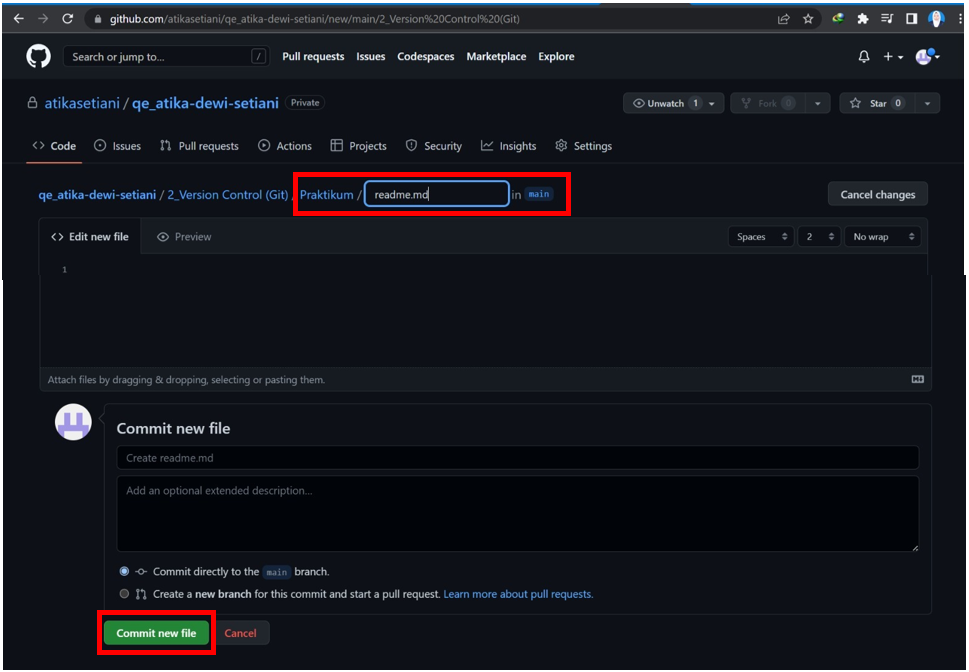 github.com/atikasetiani/qe_atika-dewi-setiani/new/main/2_Version%20Control%20(Git)
Search or jump to... / Pull requests Issues Codespaces Marketplace Explore
atikasetiani / qe_atika-dewi-setiani Private Unwatch 1 Fork 0 Star 0
Code Issues Pull requests Actions Projects Security Insights Settings
qe_atika-dewi-setiani / 2_Version Control (Git) / Praktikum / readme.md in main Cancel changes
<> Edit new file Preview Spaces 2 No wrap
1
Attach files by dragging & dropping, selecting or pasting them.
Commit new file
Create readme.md
Add an optional extended description...
Commit directly to the main branch.
Create a new branch for this commit and start a pull request. Learn more about pull requests.
Commit new file Cancel